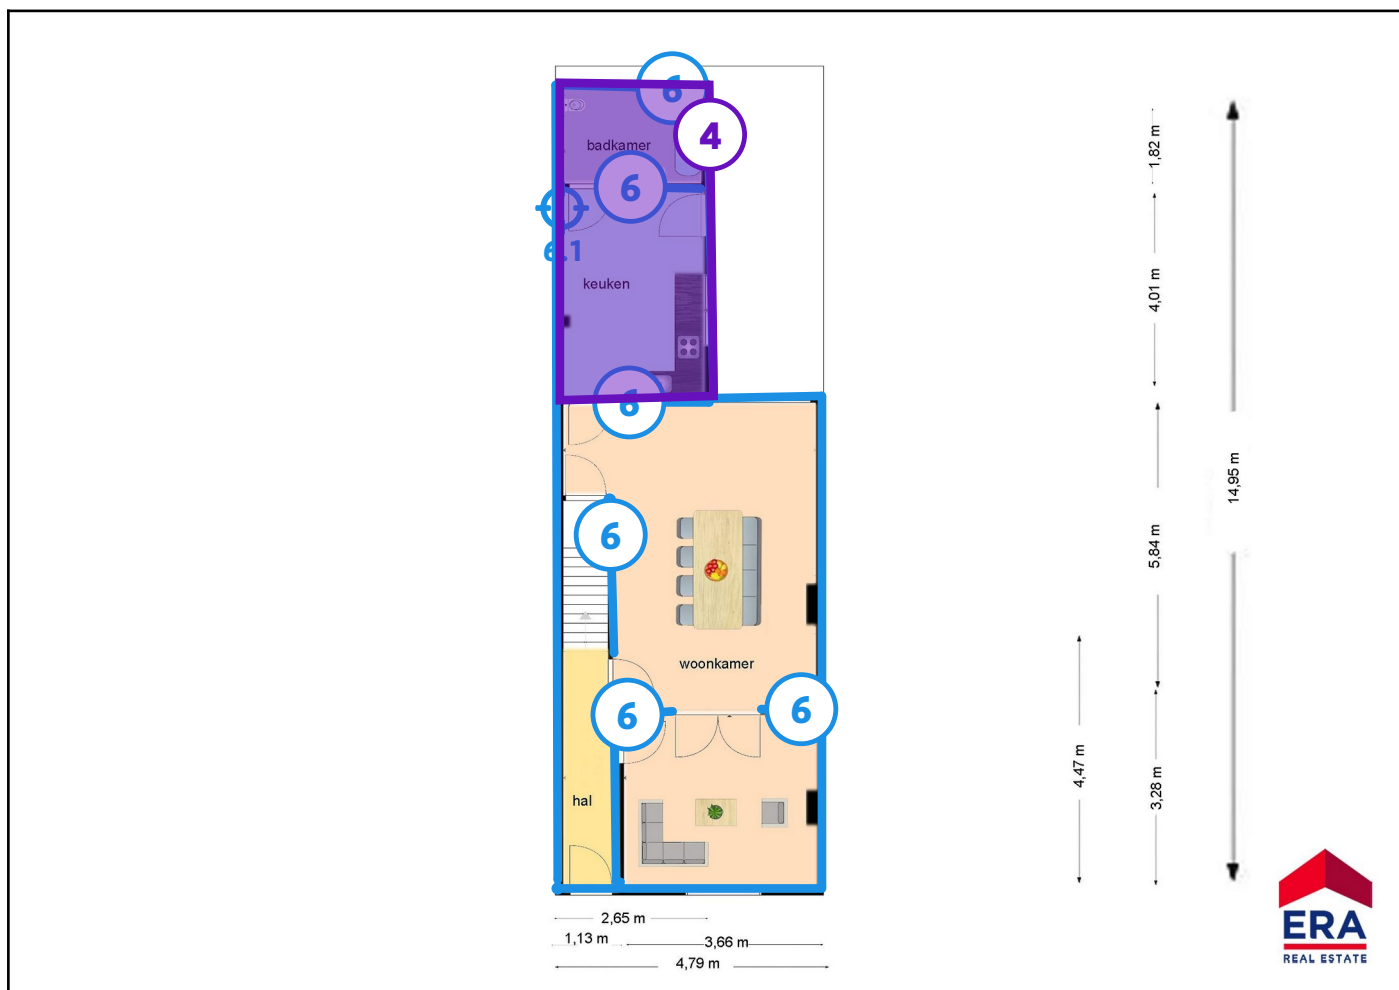 6
4
badkamer
6
6.1
keuken
6
6
woonkamer
6
6
hal
1,82 m
4,01 m
14,95 m
5,84 m
4,47 m
3,28 m
2,65 m
1,13 m
3,66 m
4,79 m
ERA
REAL ESTATE